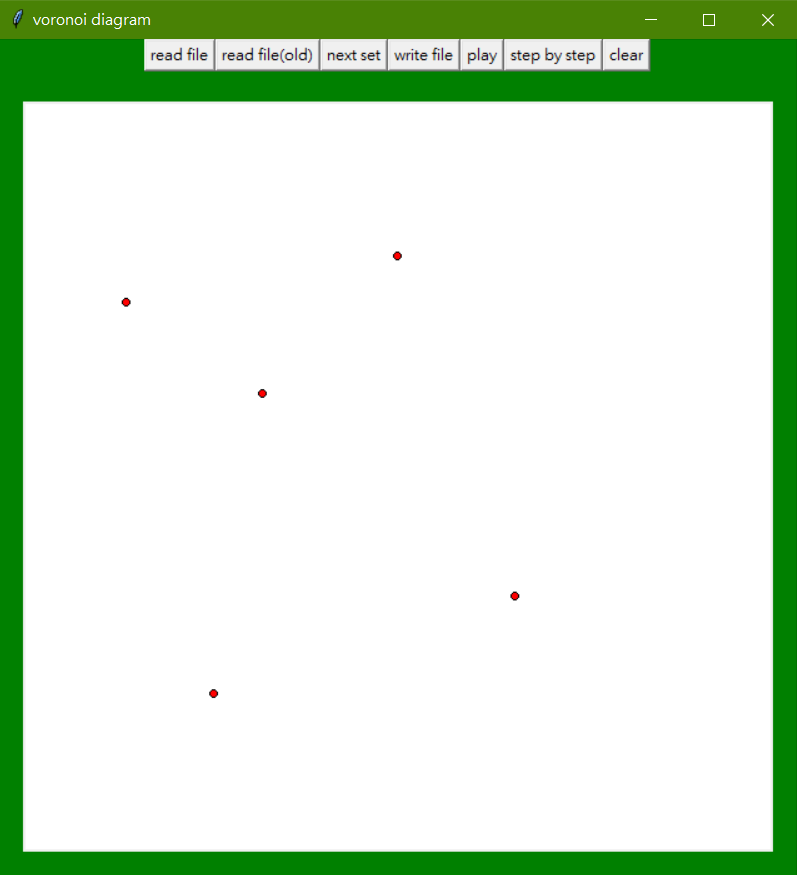 voronoi diagram
read file read file(old) next set write file play step by step clear